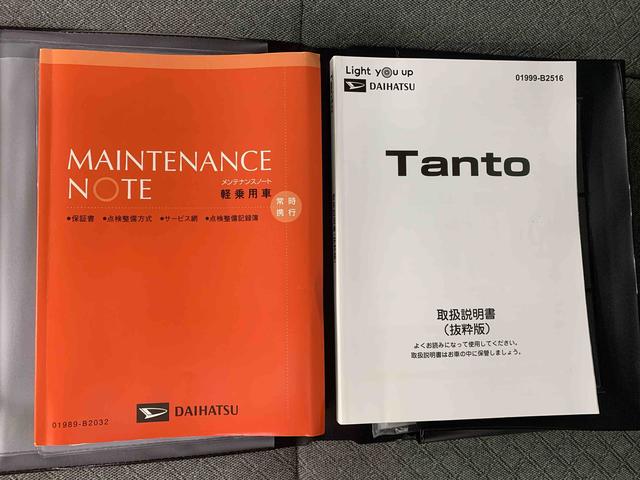 MAINTENANCE
NOTE
メンテナンスノート
軽乗用車
常時
携行
●保証書 ●点検整備方式 ●サービス網 ●点検整備記録簿
DAIHATSU
01989-B2032
Light you up
DAIHATSU
01999-B2516
Tanto
取扱説明書
（抜粋版）
よくお読みになって使用してください。
取扱説明書はお車の中に保管しましょう。